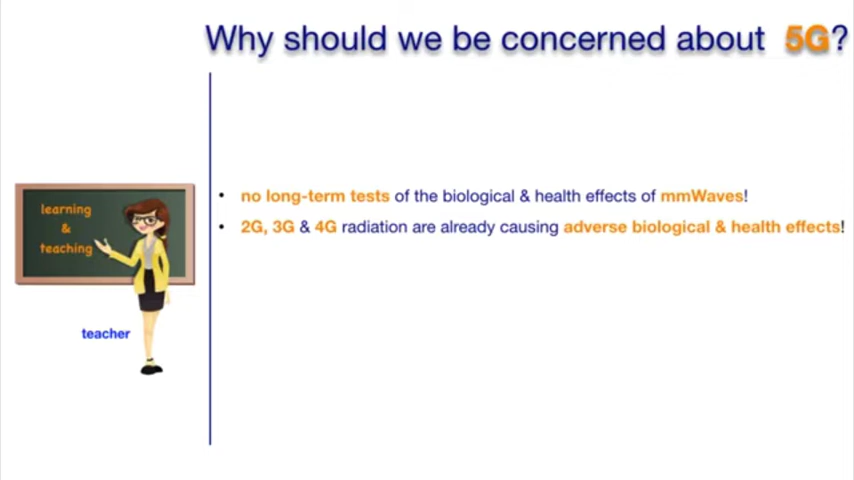 Why should we be concerned about 5G?
• no long-term tests of the biological & health effects of mmWaves!
• 2G, 3G & 4G radiation are already causing adverse biological & health effects!
learning
&
teaching
teacher